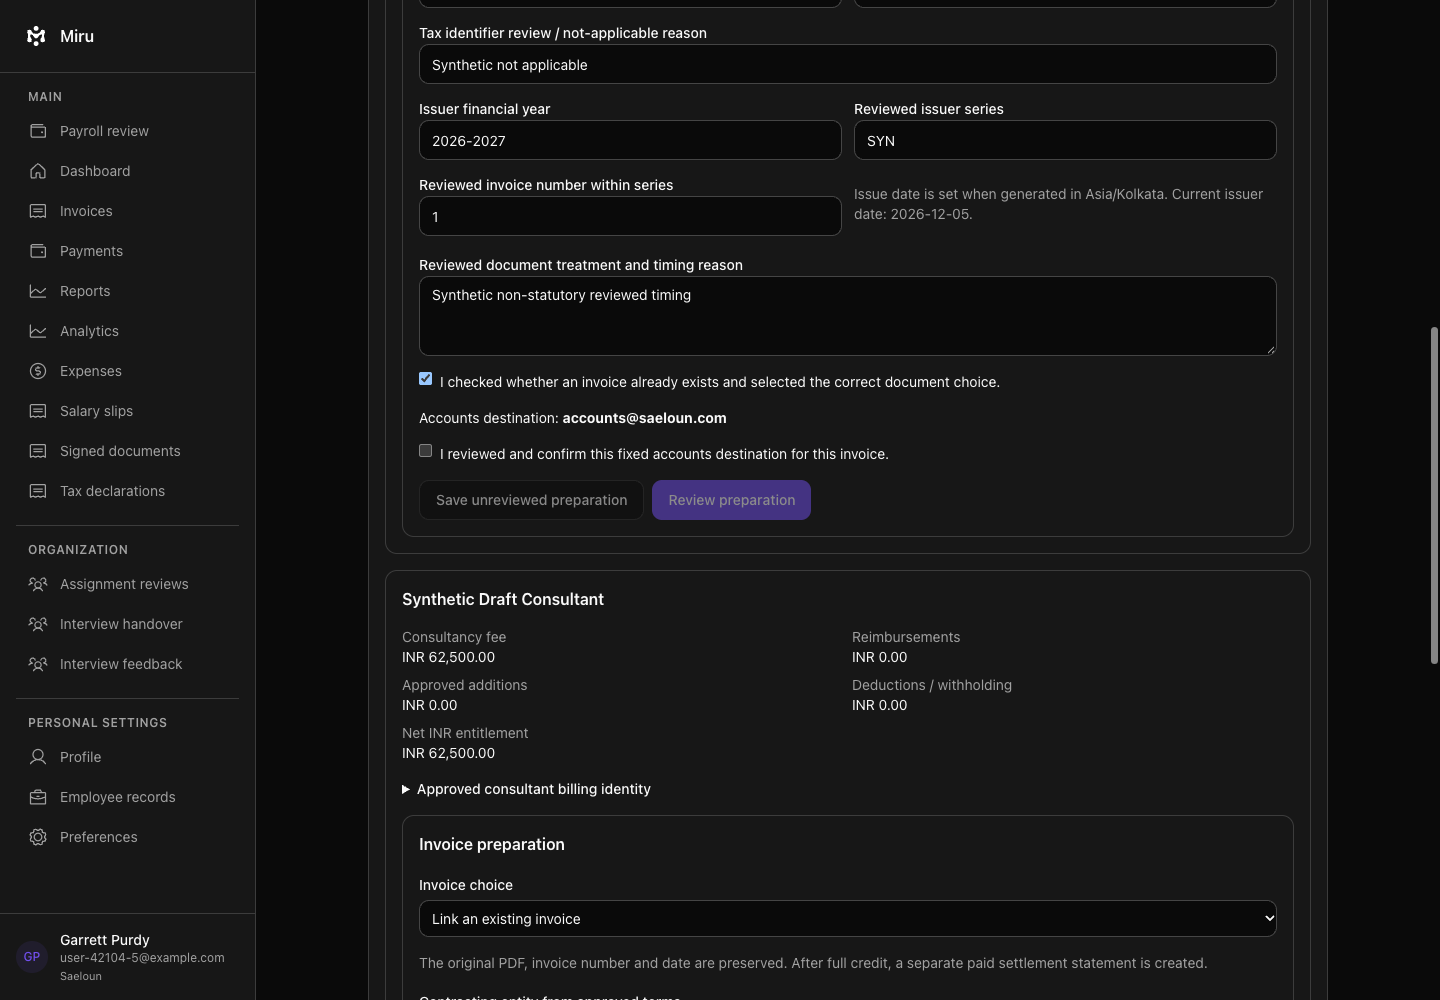 Miru
MAIN
Payroll review
Dashboard
Invoices
Payments
Reports
Analytics
Expenses
Salary slips
Signed documents
Tax declarations
ORGANIZATION
Assignment reviews
Interview handover
Interview feedback
PERSONAL SETTINGS
Profile
Employee records
Preferences
GP
Garrett Purdy
user-42104-5@example.com
Saeloun
Tax identifier review / not-applicable reason
Synthetic not applicable
Issuer financial year
Reviewed issuer series
2026-2027
SYN
Reviewed invoice number within series
1
Issue date is set when generated in Asia/Kolkata. Current issuer
date: 2026-12-05.
Reviewed document treatment and timing reason
Synthetic non-statutory reviewed timing
I checked whether an invoice already exists and selected the correct document choice.
Accounts destination: accounts@saeloun.com
I reviewed and confirm this fixed accounts destination for this invoice.
Save unreviewed preparation
Review preparation
Synthetic Draft Consultant
Consultancy fee
INR 62,500.00
Reimbursements
INR 0.00
Approved additions
INR 0.00
Deductions / withholding
INR 0.00
Net INR entitlement
INR 62,500.00
Approved consultant billing identity
Invoice preparation
Invoice choice
Link an existing invoice
The original PDF, invoice number and date are preserved. After full credit, a separate paid settlement statement is created.
Contracting entity from approved terms